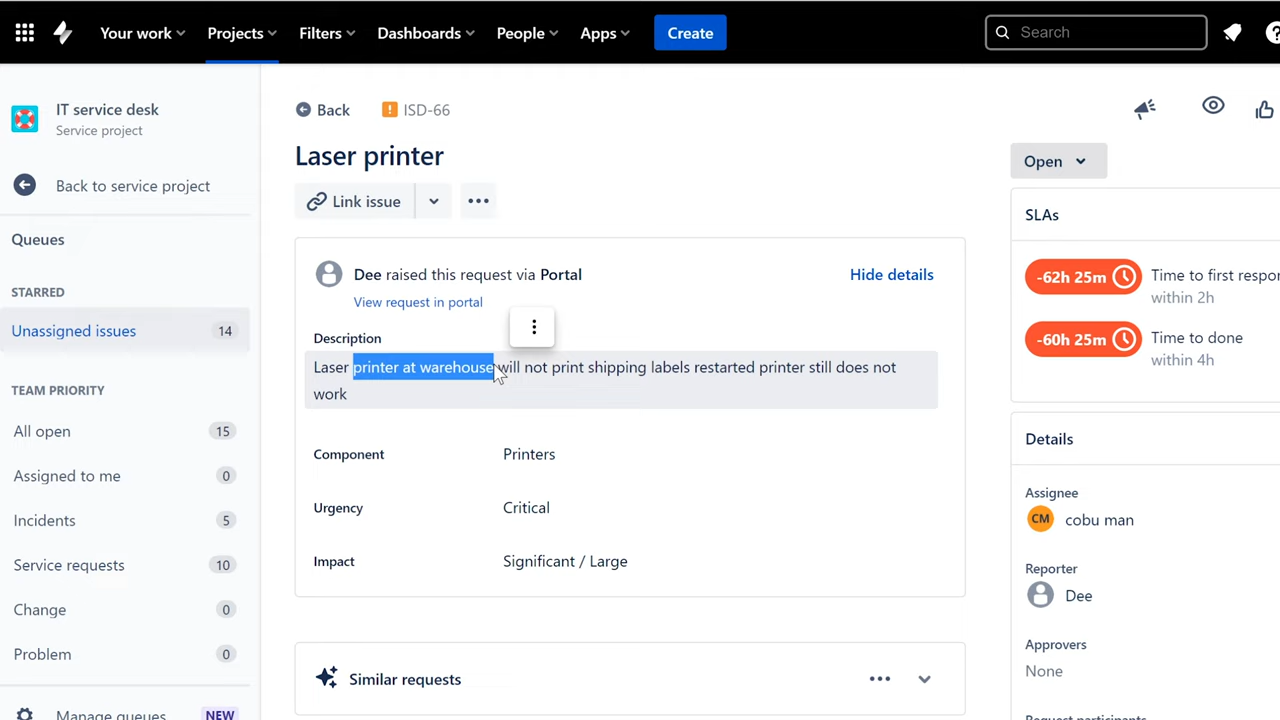 Your work Projects Filters Dashboards People Apps Create Search ?
IT service desk
Service project
Back to service project
Queues
STARRED
Unassigned issues 14
TEAM PRIORITY
All open 15
Assigned to me 0
Incidents 5
Service requests 10
Change 0
Problem 0
Manage queues NEW
Back ISD-66
Laser printer
Link issue
Dee raised this request via Portal Hide details
View request in portal
Description
Laser printer at warehouse will not print shipping labels restarted printer still does not
work
Component Printers
Urgency Critical
Impact Significant / Large
Similar requests
Open
SLAs
-62h 25m Time to first respon
within 2h
-60h 25m Time to done
within 4h
Details
Assignee
CM cobu man
Reporter
Dee
Approvers
None
Request participants